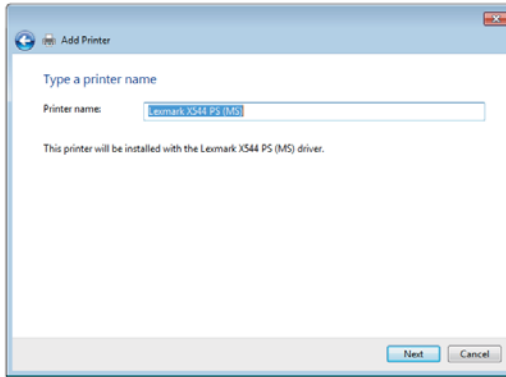 Add Printer
Type a printer name
Printer name: Lexmark X544 PS (MS)
This printer will be installed with the Lexmark X544 PS (MS) driver.
Next Cancel